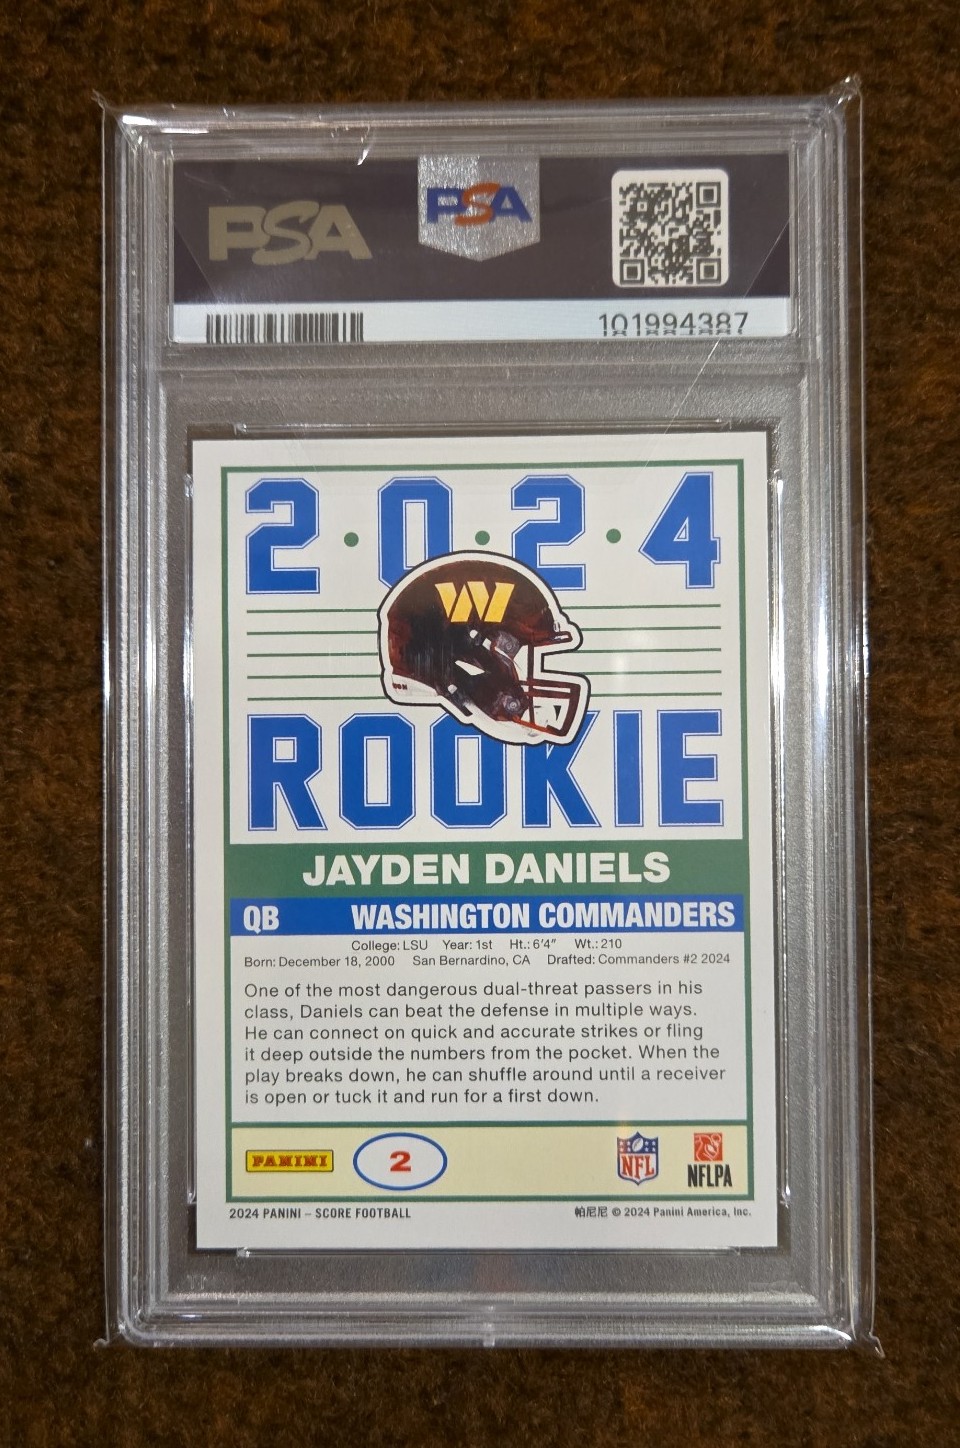 PSA PSA
101994387
2·0·2·4
W
ROOKIE
JAYDEN DANIELS
QB WASHINGTON COMMANDERS
College: LSU Year: 1st Ht.: 6'4" Wt.: 210
Born: December 18, 2000 San Bernardino, CA Drafted: Commanders #2 2024
One of the most dangerous dual-threat passers in his
class, Daniels can beat the defense in multiple ways.
He can connect on quick and accurate strikes or fling
it deep outside the numbers from the pocket. When the
play breaks down, he can shuffle around until a receiver
is open or tuck it and run for a first down.
PANINI 2 NFL NFLPA
2024 PANINI – SCORE FOOTBALL 帕尼尼 © 2024 Panini America, Inc.